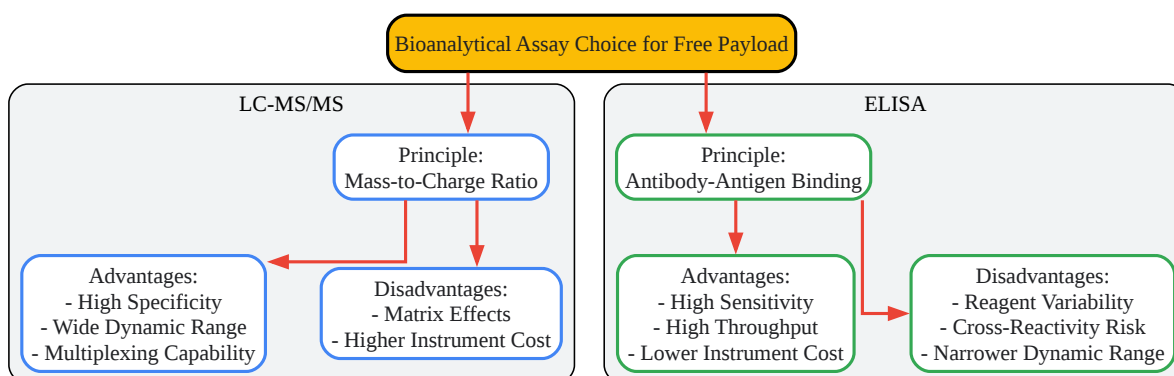 Bioanalytical Assay Choice for Free Payload
LC-MS/MS
Principle:
Mass-to-Charge Ratio
Advantages:
- High Specificity
- Wide Dynamic Range
- Multiplexing Capability
Disadvantages:
- Matrix Effects
- Higher Instrument Cost
ELISA
Principle:
Antibody-Antigen Binding
Advantages:
- High Sensitivity
- High Throughput
- Lower Instrument Cost
Disadvantages:
- Reagent Variability
- Cross-Reactivity Risk
- Narrower Dynamic Range